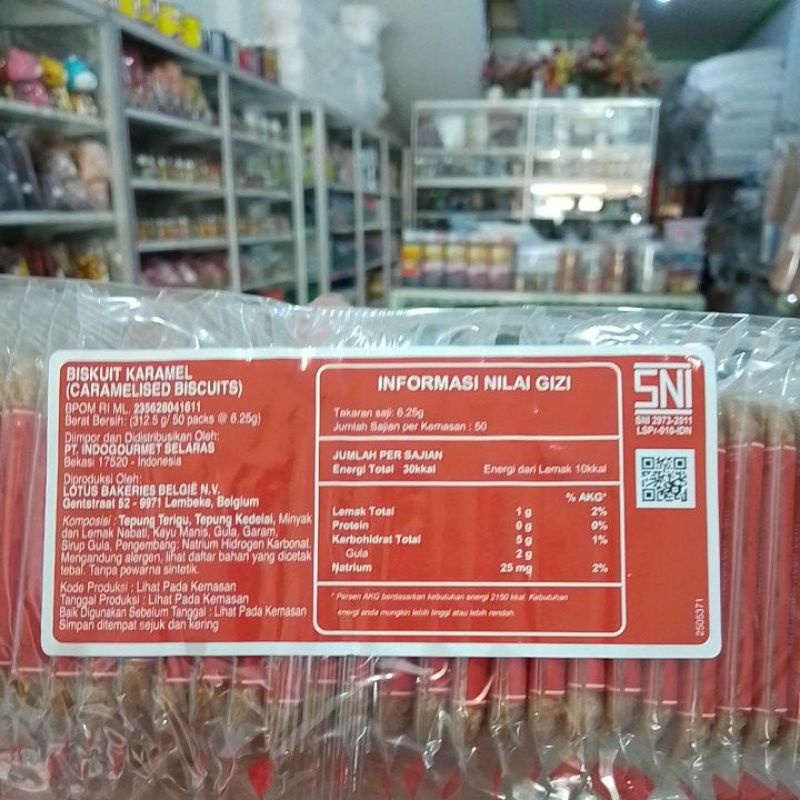 BISKUIT KARAMEL
(CARAMELISED BISCUITS)
BPOM RI ML. 235628041011
Berat Bersih: (312.5 g/ 50 packs @ 6.25g)
Diimpor dan Didistribusikan Oleh:
PT. INDOGOURMET SELARAS
Bekasi 17520 - Indonesia
Diproduksi Oleh:
LOTUS BAKERIES BELGIË N.V.
Gentstraat 52 - 9971 Lembeke, Belgium
Komposisi : Tepung Terigu, Tepung Kedelai, Minyak
dan Lemak Nabati, Kayu Manis, Gula, Garam,
Sirup Gula, Pengembang: Natrium Hidrogen Karbonat.
Mengandung alergen, lihat daftar bahan yang dicetak
tebal. Tanpa pewarna sintetik.
Kode Produksi : Lihat Pada Kemasan
Tanggal Produksi : Lihat Pada Kemasan
Baik Digunakan Sebelum Tanggal : Lihat Pada Kemasan
Simpan ditempat sejuk dan kering
INFORMASI NILAI GIZI
Takaran saji: 6.25g
Jumlah Sajian per Kemasan : 50
JUMLAH PER SAJIAN
Energi Total 30kkal Energi dari Lemak 10kkal
% AKG*
Lemak Total 1 g 2%
Protein 0 g 0%
Karbohidrat Total 5 g 1%
Gula 2 g
Natrium 25 mg 2%
* Persen AKG berdasarkan kebutuhan energi 2150 kkal. Kebutuhan
energi anda mungkin lebih tinggi atau lebih rendah.
SNI
SNI 2973-2011
LSPr-010-IDN
2505371